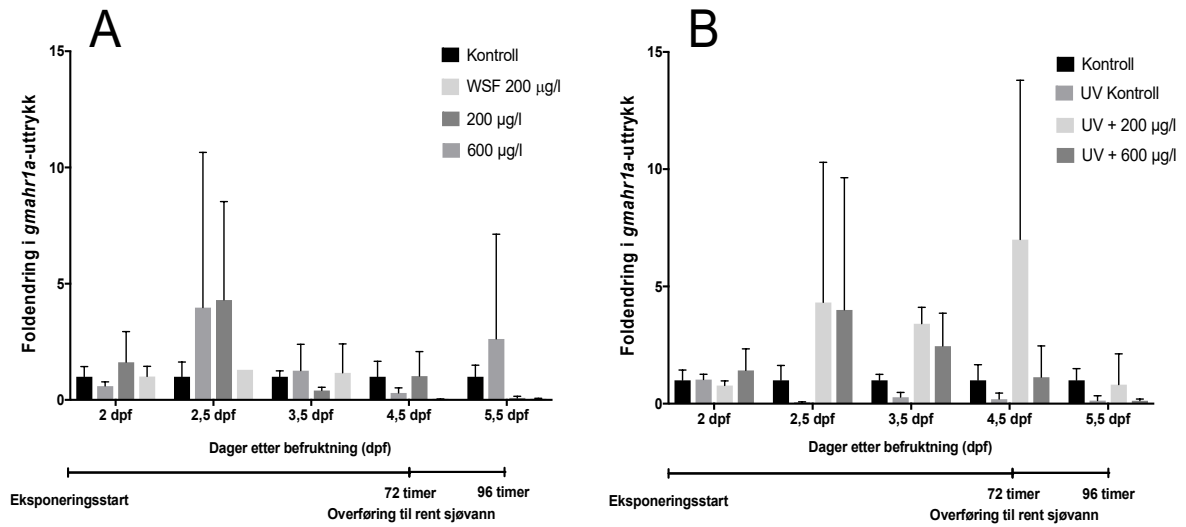 A
15
10
5
0
Foldendring i gmahr1a-uttrykk
Kontroll
WSF 200 µg/l
200 µg/l
600 µg/l
2 dpf 2,5 dpf 3,5 dpf 4,5 dpf 5,5 dpf
Dager etter befruktning (dpf)
Eksponeringsstart
72 timer 96 timer
Overføring til rent sjøvann
B
15
10
5
0
Foldendring i gmahr1a-uttrykk
Kontroll
UV Kontroll
UV + 200 µg/l
UV + 600 µg/l
2 dpf 2,5 dpf 3,5 dpf 4,5 dpf 5,5 dpf
Dager etter befruktning (dpf)
Eksponeringsstart
72 timer 96 timer
Overføring til rent sjøvann